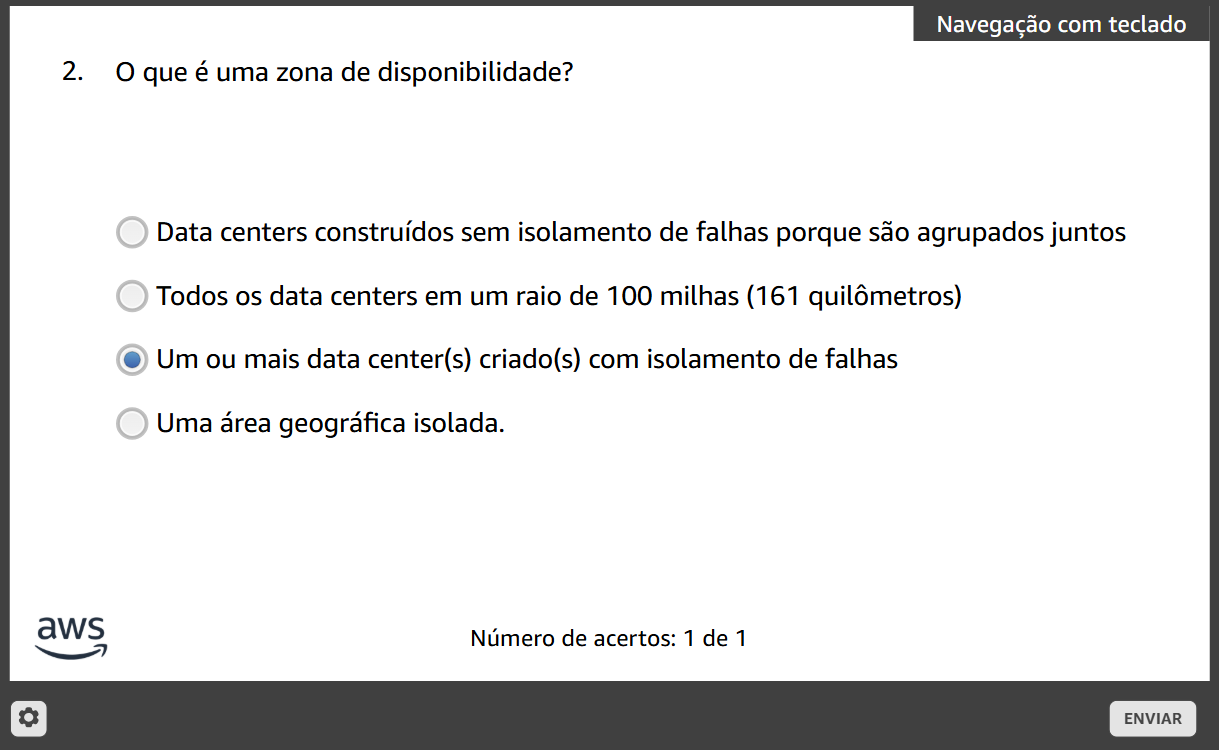 Navegação com teclado
2. O que é uma zona de disponibilidade?
Data centers construídos sem isolamento de falhas porque são agrupados juntos
Todos os data centers em um raio de 100 milhas (161 quilômetros)
Um ou mais data center(s) criado(s) com isolamento de falhas
Uma área geográfica isolada.
aws
Número de acertos: 1 de 1
ENVIAR